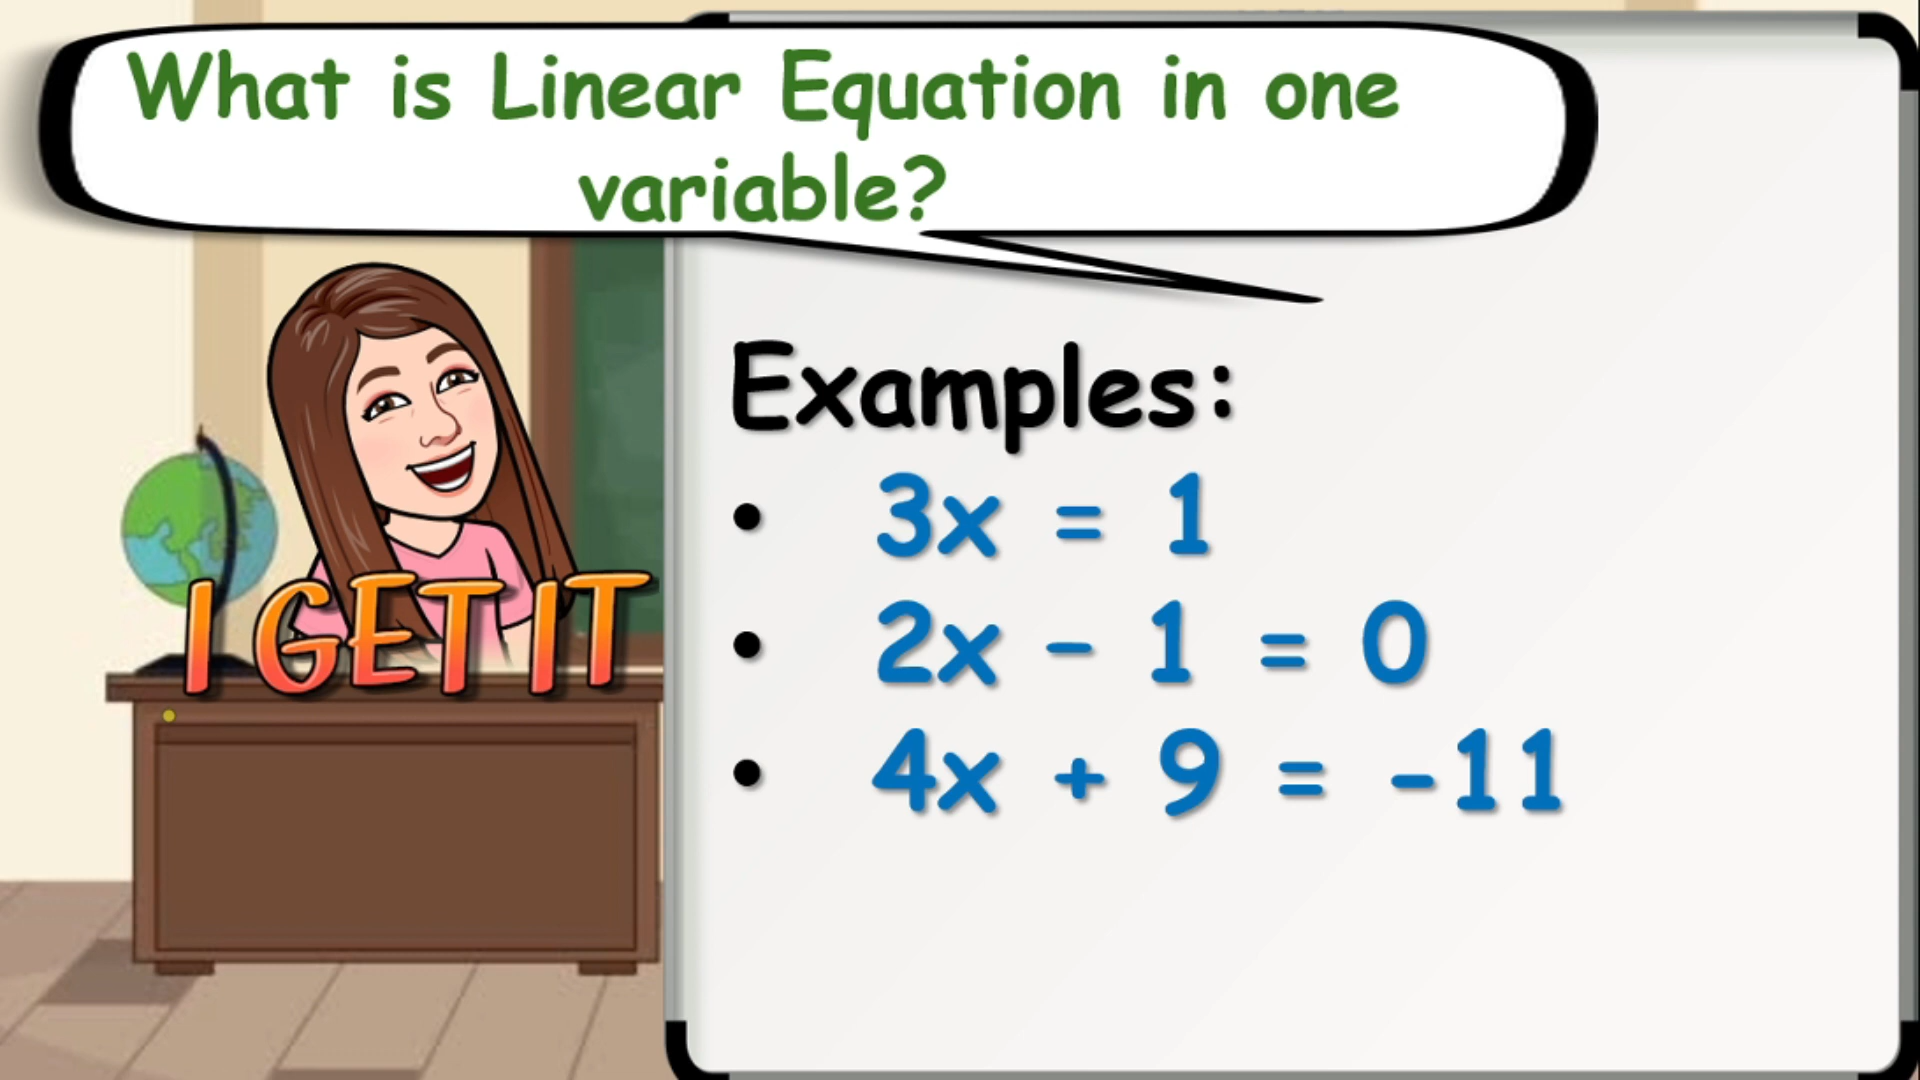 What is Linear Equation in one
variable?
Examples:
• 3x = 1
• 2x - 1 = 0
• 4x + 9 = -11
I GET IT